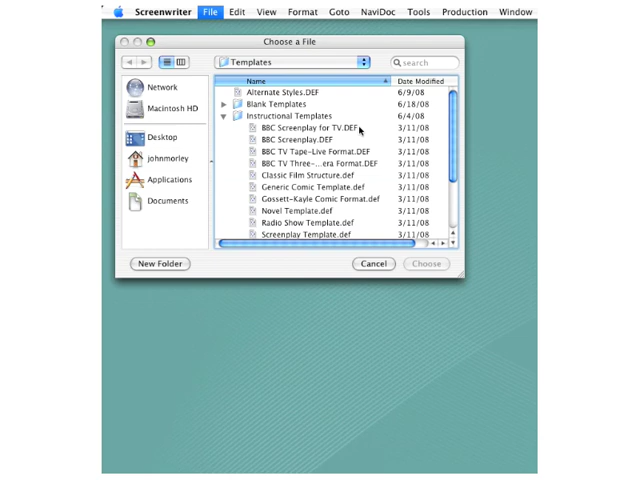 Screenwriter File Edit View Format Goto NaviDoc Tools Production Window
Choose a File
Templates
search
Name Date Modified
Network
Macintosh HD
Desktop
johnmorley
Applications
Documents
Alternate Styles.DEF 6/9/08
Blank Templates 6/18/08
Instructional Templates 6/4/08
BBC Screenplay for TV.DEF 3/11/08
BBC Screenplay.DEF 3/11/08
BBC TV Tape-Live Format.DEF 3/11/08
BBC TV Three-...era Format.DEF 3/11/08
Classic Film Structure.def 3/11/08
Generic Comic Template.def 3/11/08
Gossett-Kayle Comic Format.def 3/11/08
Novel Template.def 3/11/08
Radio Show Template.def 3/11/08
Screenplay Template.def 3/11/08
New Folder Cancel Choose